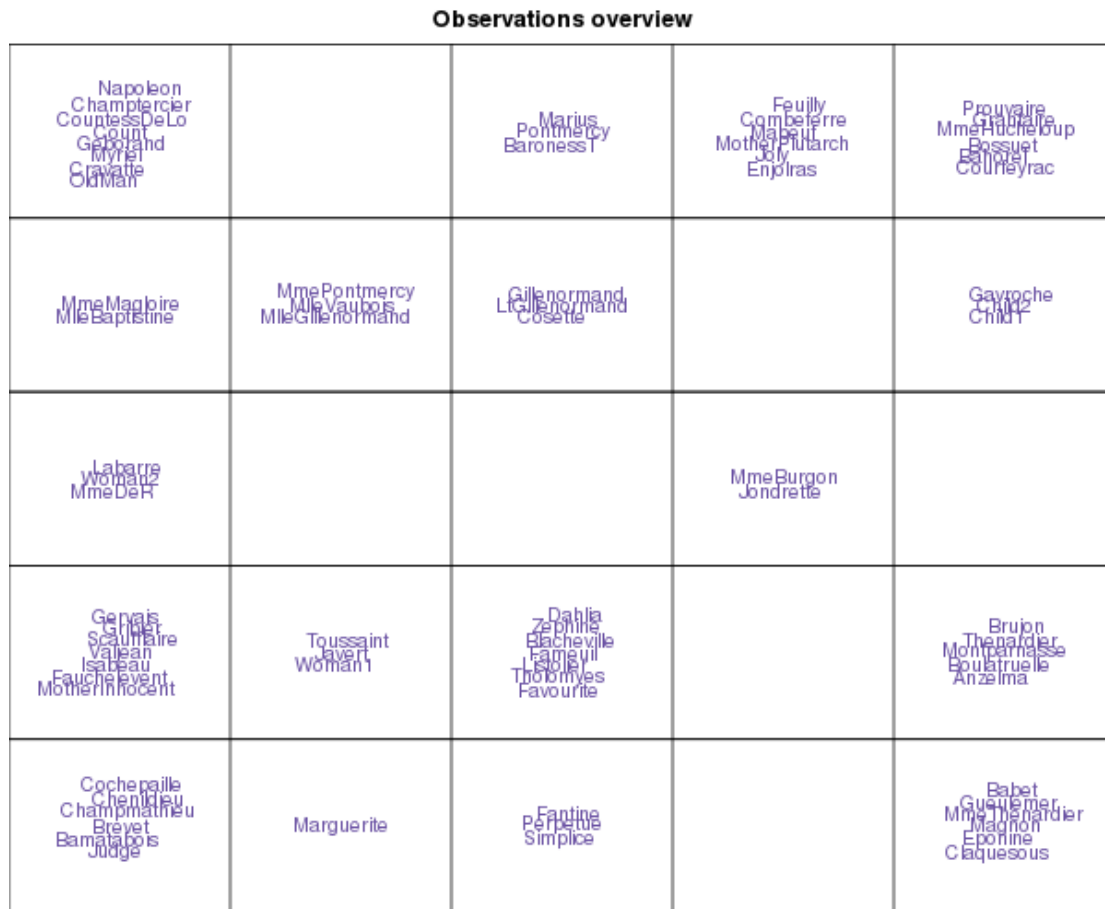 Observations overview
Napoleon
Champtercier
CountessDeLo
Count
Geborand
Myriel
Cravatte
OldMan
Marius
Pontmercy
BaronessT
Feuilly
Combeferre
Mabeuf
MotherPlutarch
Joly
Enjolras
Prouvaire
Grantaire
MmeHucheloup
Bossuet
Bahorel
Courfeyrac
MmeMagloire
MlleBaptistine
MmePontmercy
MlleVaubois
MlleGillenormand
Gillenormand
LtGillenormand
Cosette
Gavroche
Child2
Child1
Labarre
Woman2
MmeDeR
MmeBurgon
Jondrette
Gervais
Gribier
Scaufflaire
Valjean
Isabeau
Fauchelevent
MotherInnocent
Toussaint
Javert
Woman1
Dahlia
Zephine
Blacheville
Fameuil
Listolier
Tholomyes
Favourite
Brujon
Thenardier
Montparnasse
Boulatruelle
Anzelma
Cochepaille
Chenildieu
Champmathieu
Brevet
Bamatabois
Judge
Marguerite
Fantine
Perpetue
Simplice
Babet
Gueulemer
MmeThenardier
Magnon
Eponine
Claquesous